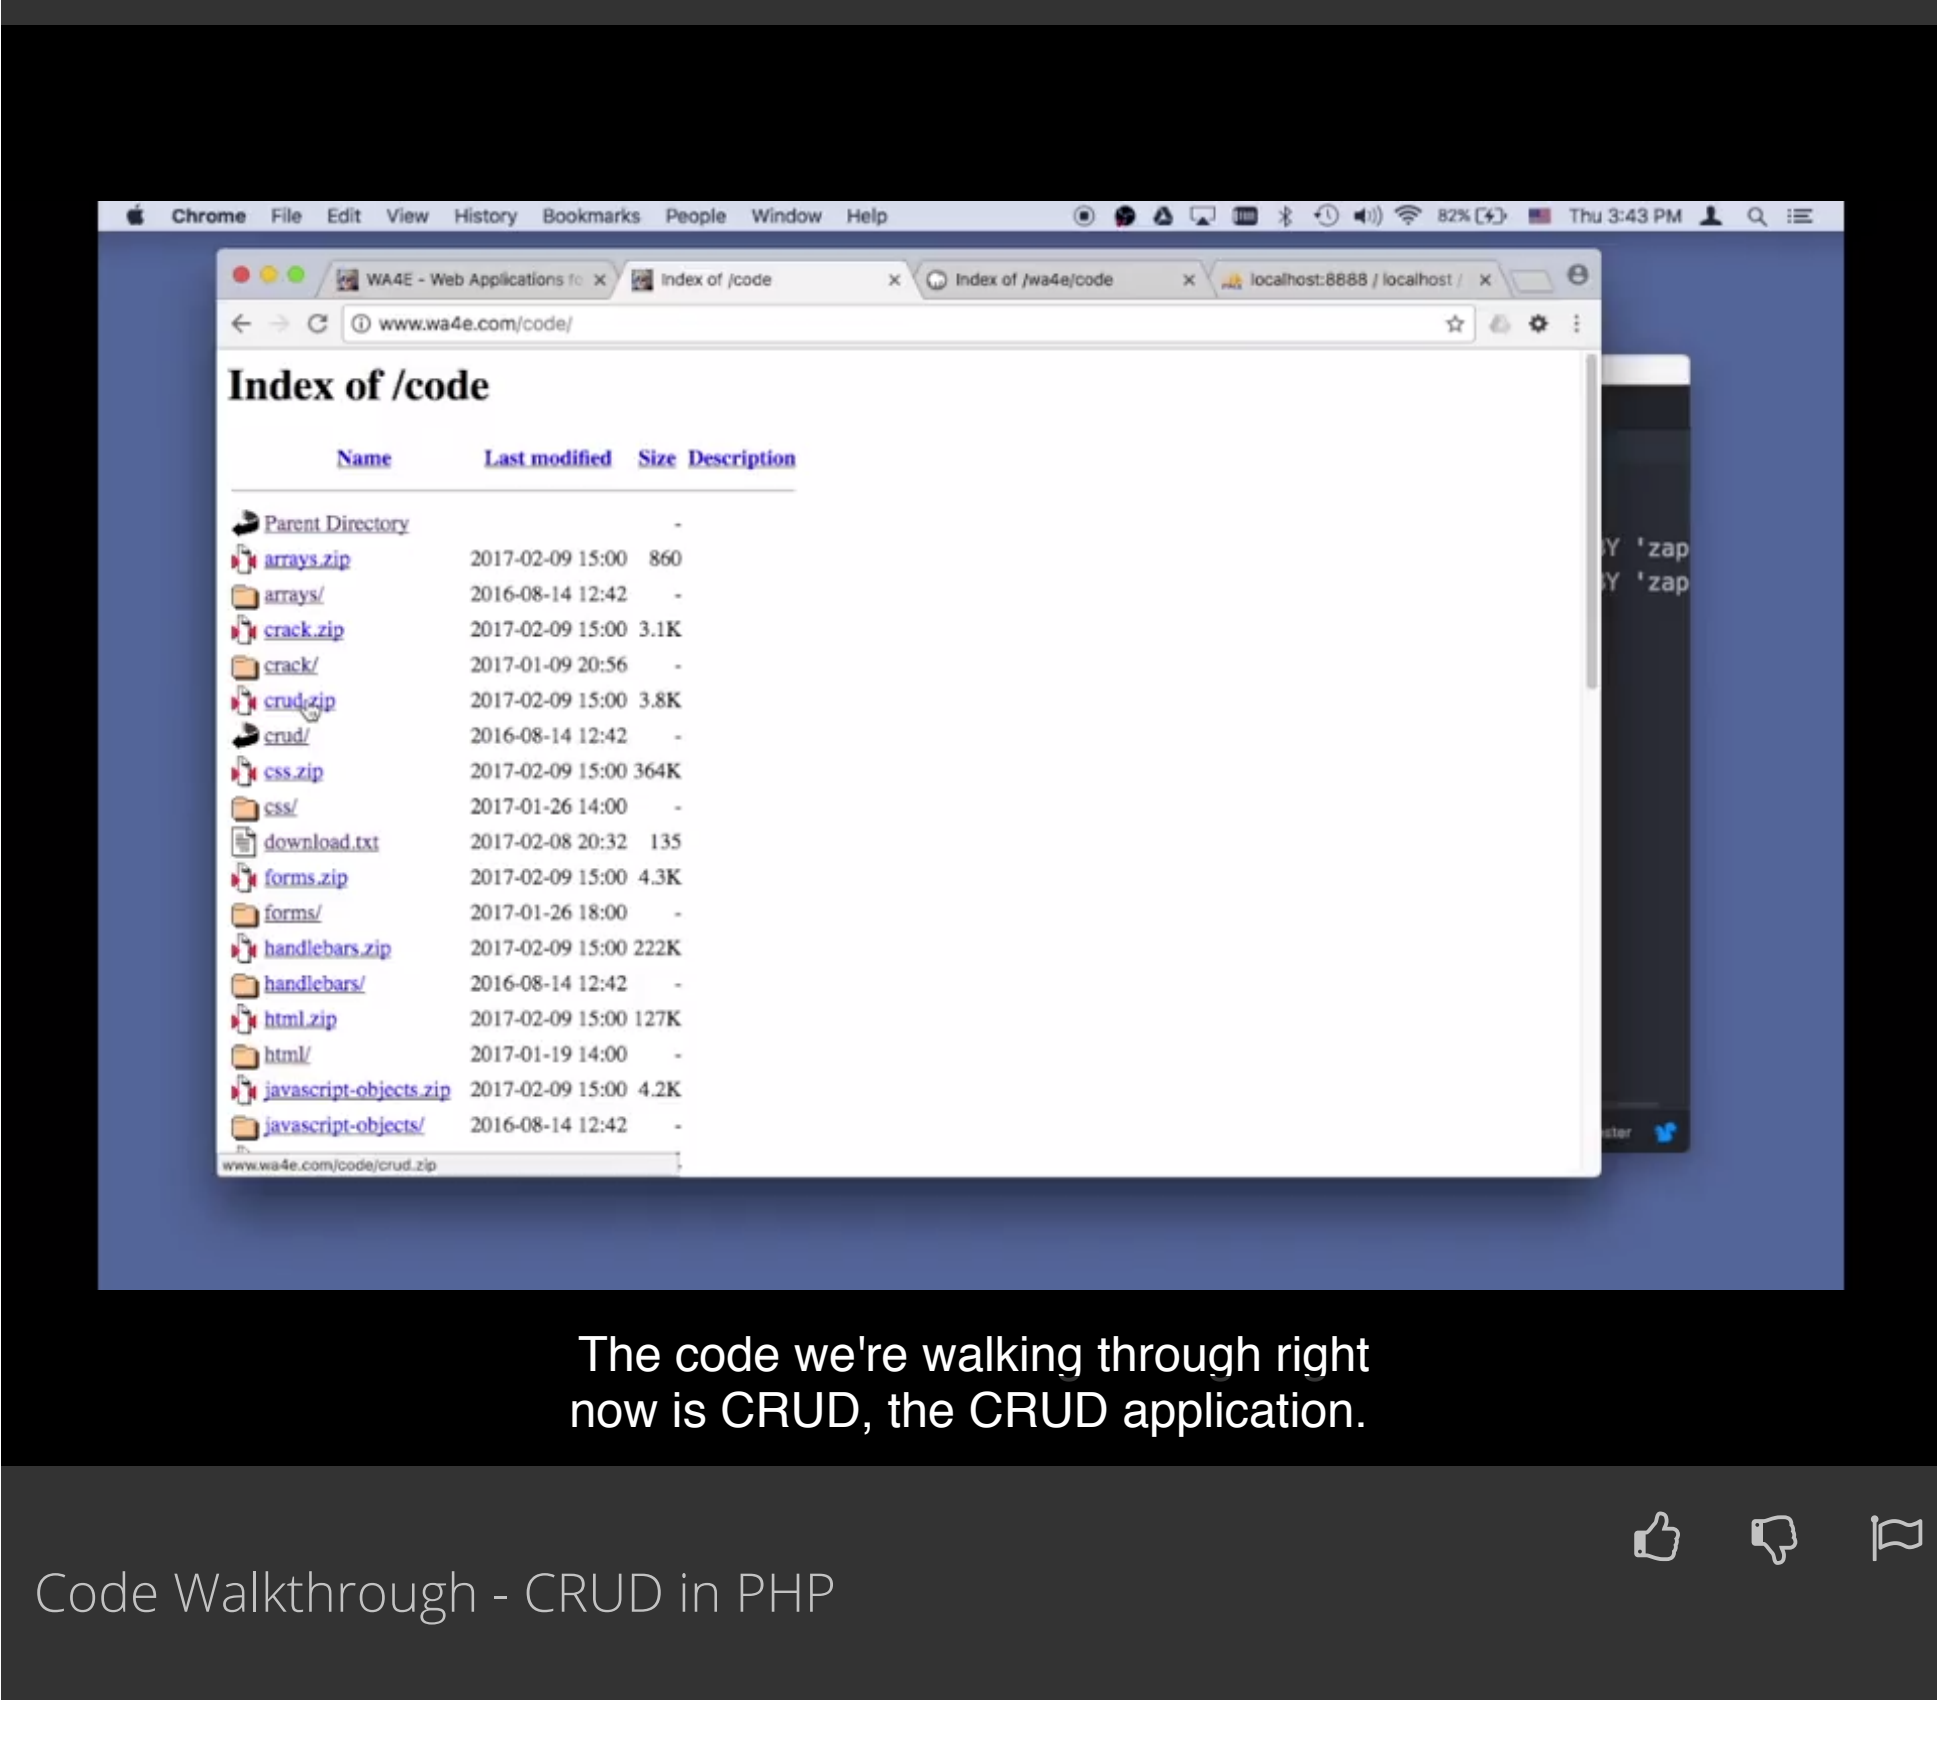 Chrome File Edit View History Bookmarks People Window Help 82% Thu 3:43 PM
WA4E - Web Applications fo Index of /code Index of /wa4e/code localhost:8888 / localhost /
www.wa4e.com/code/
Index of /code
Name Last modified Size Description
Parent Directory -
arrays.zip 2017-02-09 15:00 860
arrays/ 2016-08-14 12:42 -
crack.zip 2017-02-09 15:00 3.1K
crack/ 2017-01-09 20:56 -
crud.zip 2017-02-09 15:00 3.8K
crud/ 2016-08-14 12:42 -
css.zip 2017-02-09 15:00 364K
css/ 2017-01-26 14:00 -
download.txt 2017-02-08 20:32 135
forms.zip 2017-02-09 15:00 4.3K
forms/ 2017-01-26 18:00 -
handlebars.zip 2017-02-09 15:00 222K
handlebars/ 2016-08-14 12:42 -
html.zip 2017-02-09 15:00 127K
html/ 2017-01-19 14:00 -
javascript-objects.zip 2017-02-09 15:00 4.2K
javascript-objects/ 2016-08-14 12:42 -
www.wa4e.com/code/crud.zip
Y 'zap
Y 'zap
ster
The code we're walking through right
now is CRUD, the CRUD application.
Code Walkthrough - CRUD in PHP